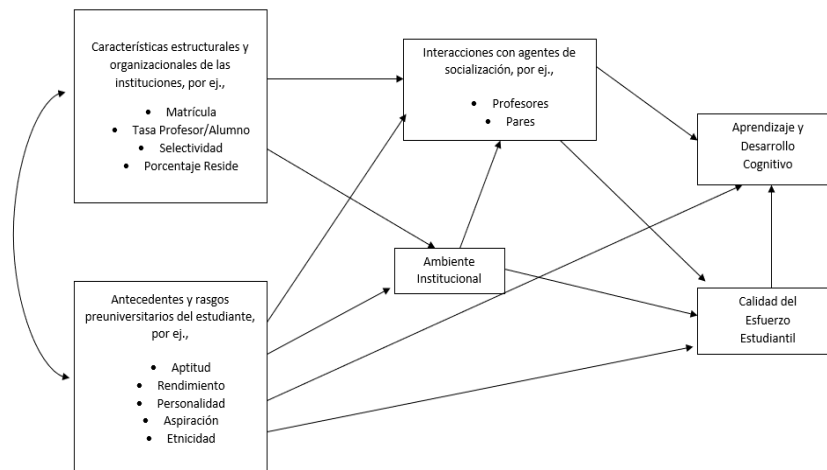 Características estructurales y
organizacionales de las
instituciones, por ej.,
• Matrícula
• Tasa Profesor/Alumno
• Selectividad
• Porcentaje Reside
Interacciones con agentes de
socialización, por ej.,
• Profesores
• Pares
Aprendizaje y
Desarrollo
Cognitivo
Ambiente
Institucional
Antecedentes y rasgos
preuniversitarios del estudiante,
por ej.,
• Aptitud
• Rendimiento
• Personalidad
• Aspiración
• Etnicidad
Calidad del
Esfuerzo
Estudiantil